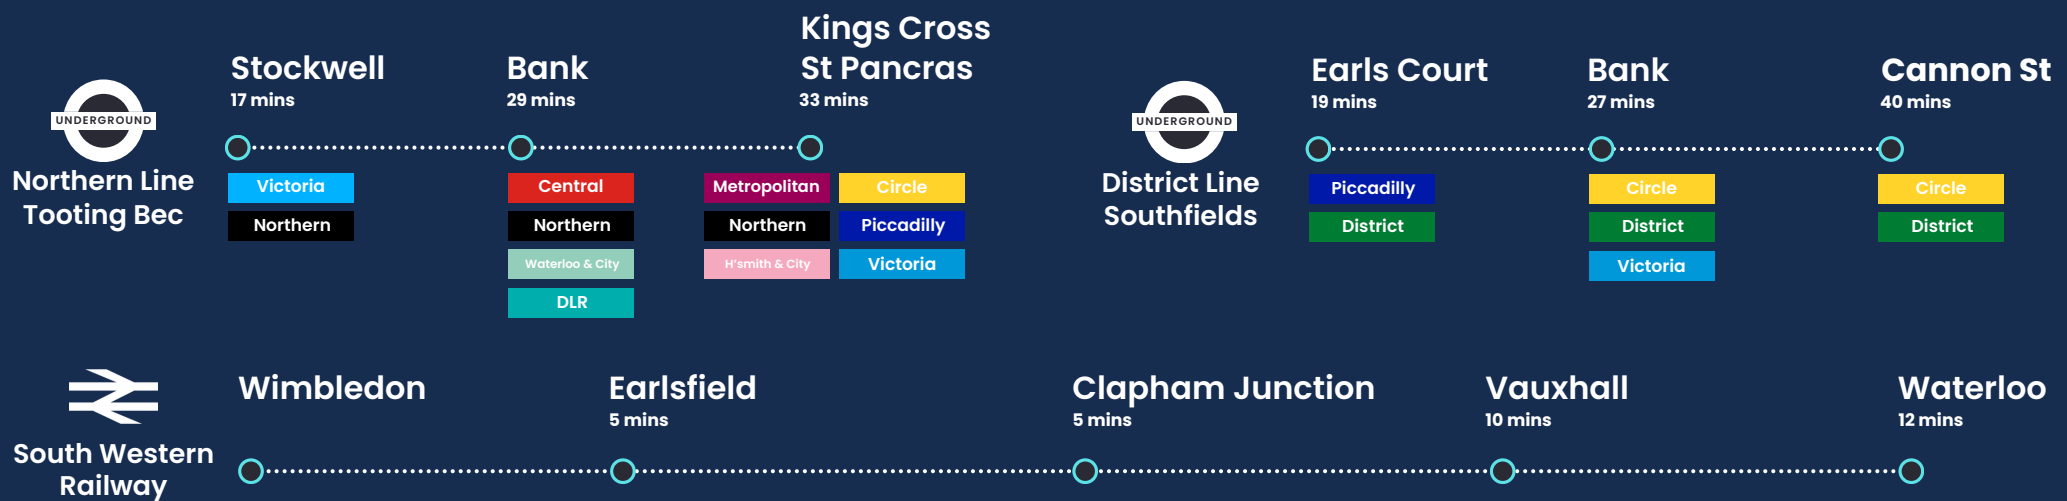 UNDERGROUND
Northern Line
Tooting Bec
Stockwell
17 mins
Victoria
Northern
Bank
29 mins
Central
Northern
Waterloo & City
DLR
Kings Cross
St Pancras
33 mins
Metropolitan
Circle
Northern
Piccadilly
H'smith & City
Victoria
UNDERGROUND
District Line
Southfields
Earls Court
19 mins
Piccadilly
District
Bank
27 mins
Circle
District
Victoria
Cannon St
40 mins
Circle
District
South Western
Railway
Wimbledon
Earlsfield
5 mins
Clapham Junction
5 mins
Vauxhall
10 mins
Waterloo
12 mins